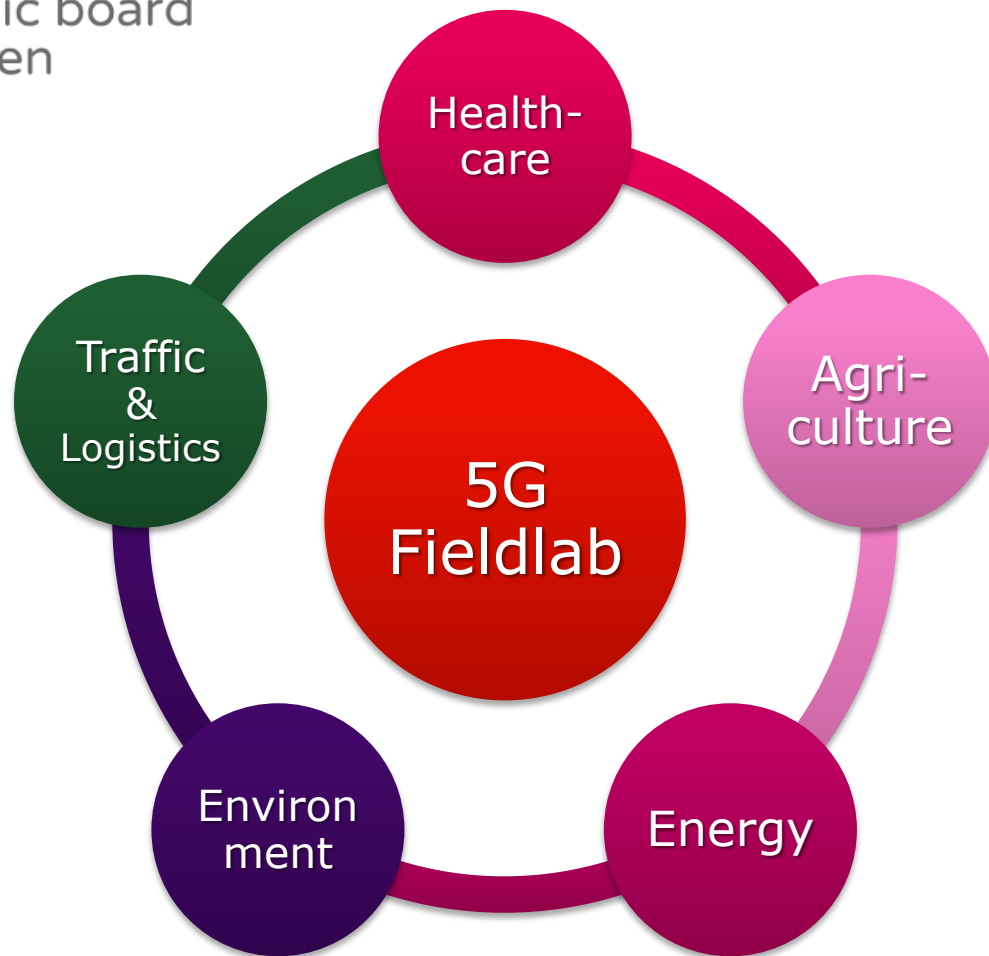 ic board
en
Health-
care
Traffic
&
Logistics
Agri-
culture
5G
Fieldlab
Environ
ment
Energy